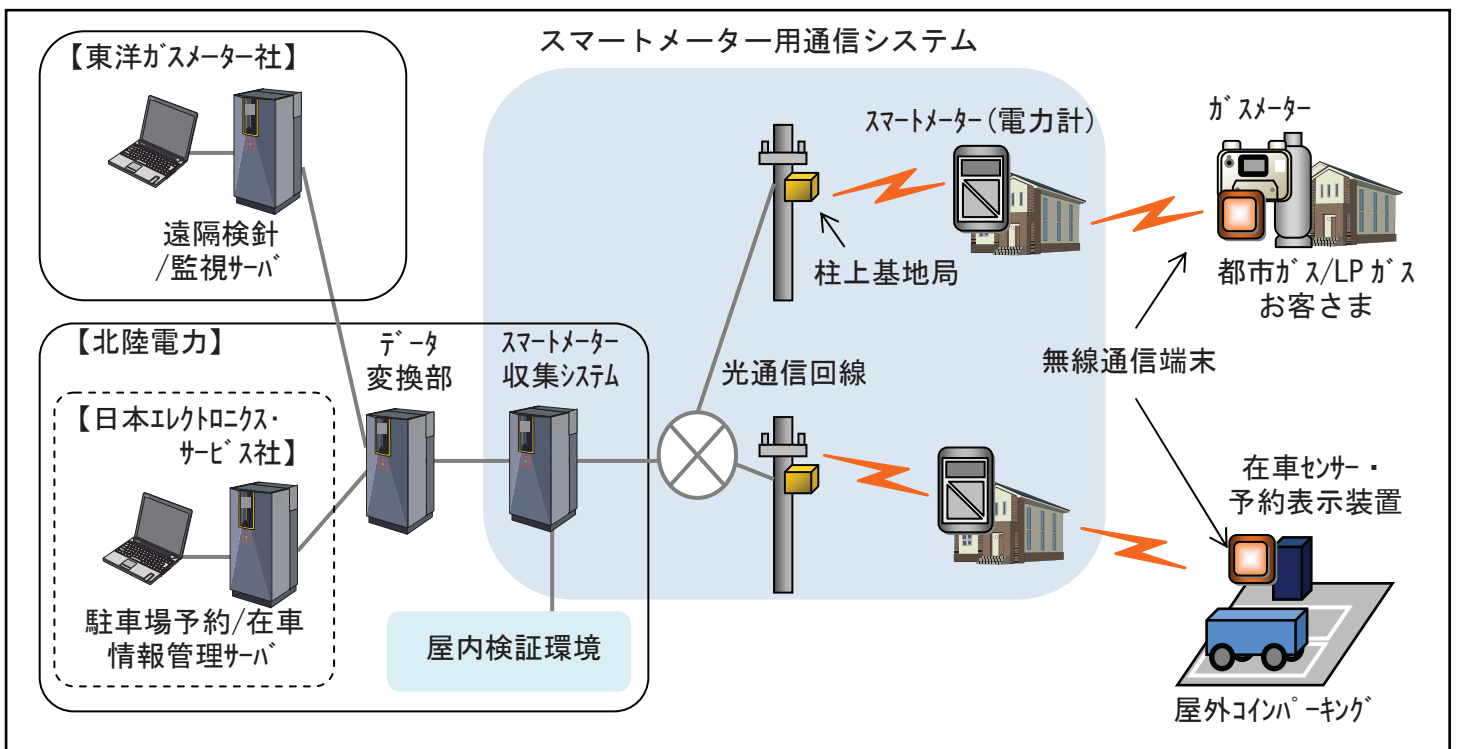 スマートメーター用通信システム
【東洋ガスメーター社】
遠隔検針
/監視サーバ
スマートメーター(電力計)
ガスメーター
柱上基地局
都市ガス/LPガス
お客さま
【北陸電力】
データ
変換部
スマートメーター
収集システム
光通信回線
無線通信端末
【日本エレクトロニクス・
サービス社】
駐車場予約/在車
情報管理サーバ
屋内検証環境
在車センサー・
予約表示装置
屋外コインパーキング